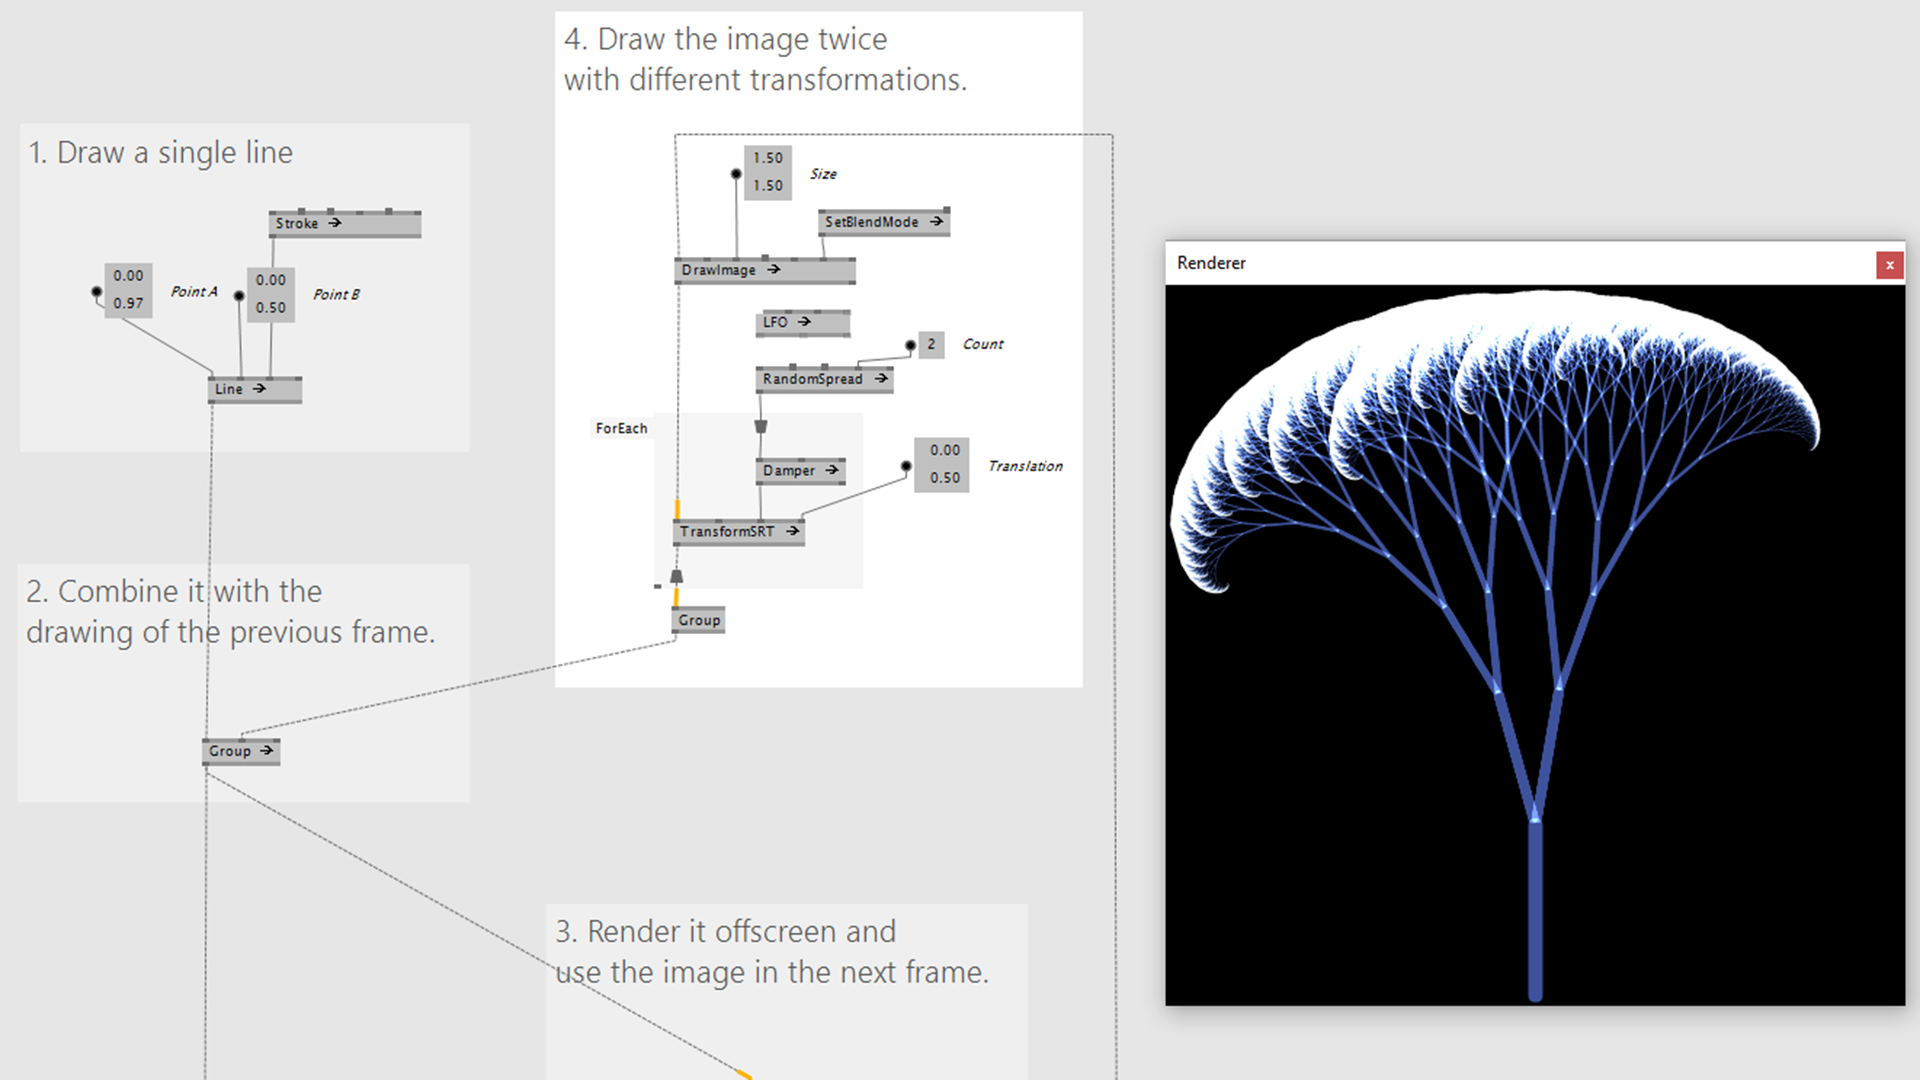 1. Draw a single line
Stroke
0.00
0.97
Point A
0.00
0.50
Point B
Line
2. Combine it with the
drawing of the previous frame.
Group
3. Render it offscreen and
use the image in the next frame.
4. Draw the image twice
with different transformations.
1.50
1.50
Size
SetBlendMode
DrawImage
LFO
2
Count
RandomSpread
ForEach
Damper
0.00
0.50
Translation
TransformSRT
Group
Renderer
x